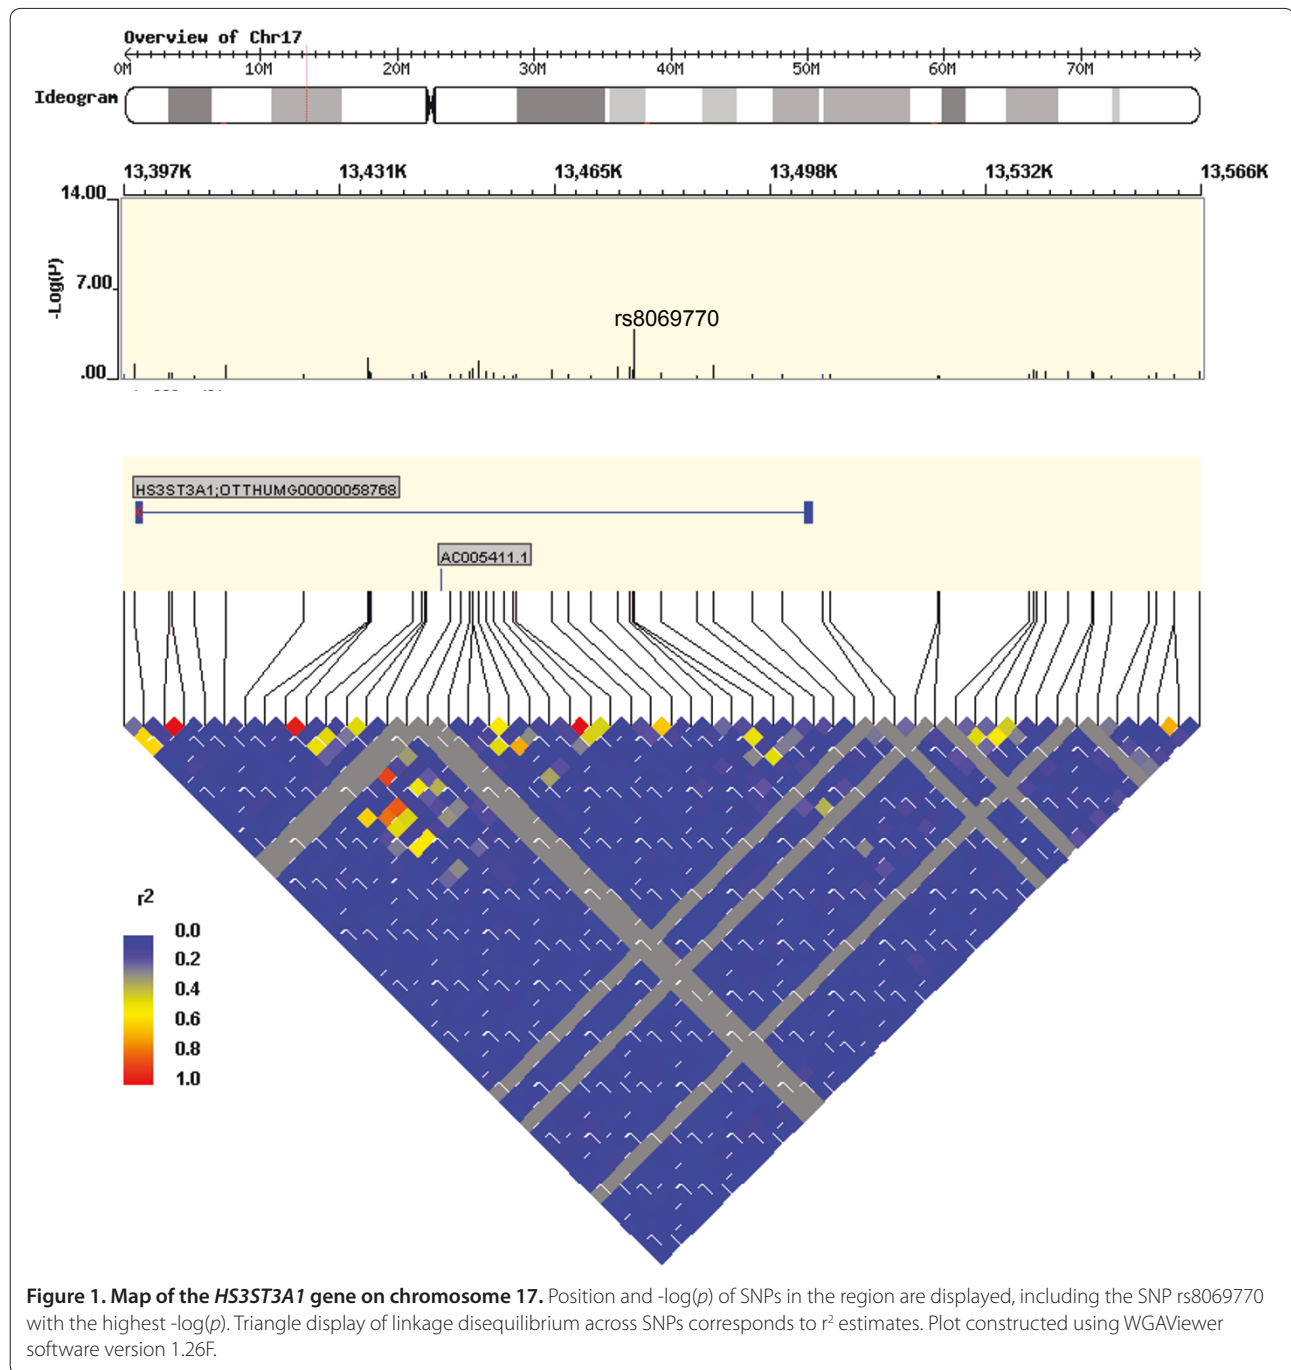 Overview of Chr17
0M 10M 20M 30M 40M 50M 60M 70M
Ideogram
13,397K 13,431K 13,465K 13,498K 13,532K 13,566K
14.00
7.00
.00
-Log(P)
rs8069770
HS3ST3A1;OTTHUMG00000058768
AC005411.1
r2
0.0
0.2
0.4
0.6
0.8
1.0
Figure 1. Map of the HS3ST3A1 gene on chromosome 17. Position and -log(p) of SNPs in the region are displayed, including the SNP rs8069770
with the highest -log(p). Triangle display of linkage disequilibrium across SNPs corresponds to r² estimates. Plot constructed using WGAViewer
software version 1.26F.